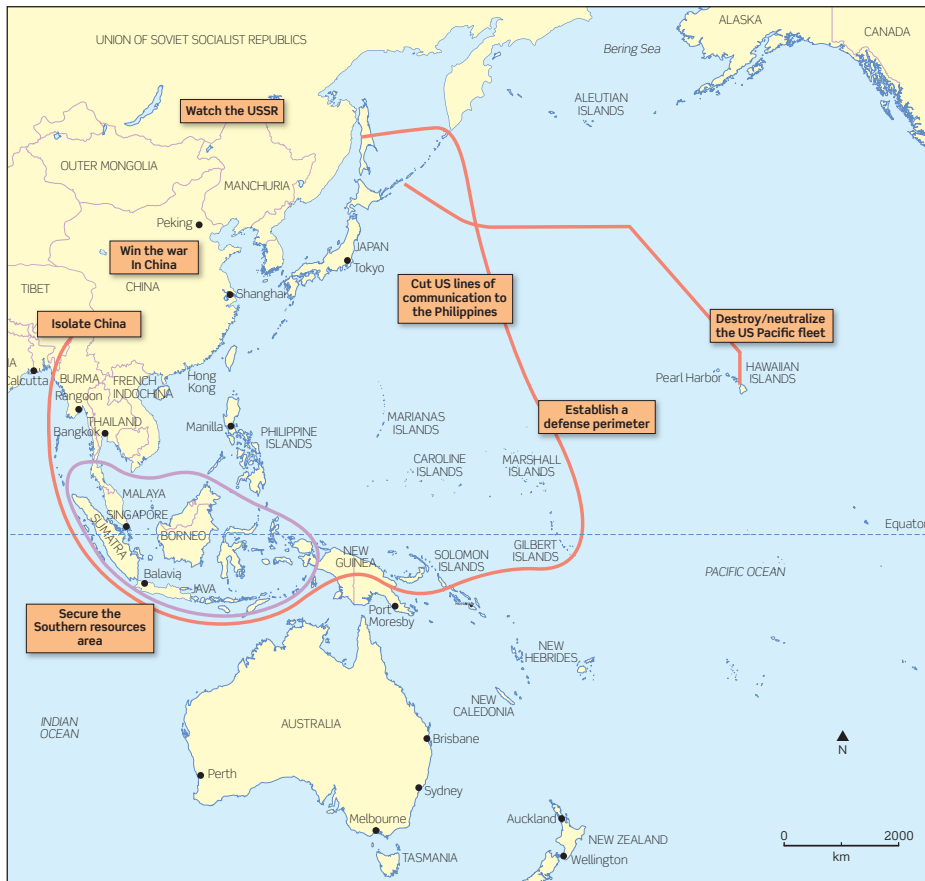 ALASKA
CANADA
UNION OF SOVIET SOCIALIST REPUBLICS
Bering Sea
ALEUTIAN
ISLANDS
Watch the USSR
OUTER MONGOLIA
MANCHURIA
Peking
JAPAN
Tokyo
Win the war
In China
CHINA
TIBET
Shanghai
Cut US lines of
communication to
the Philippines
Isolate China
Destroy/neutralize
the US Pacific fleet
IA
Calcutta
BURMA
Rangoon
FRENCH
INDOCHINA
Hong
Kong
Pearl Harbor
HAWAIIAN
ISLANDS
THAILAND
Bangkok
Manilla
PHILIPPINE
ISLANDS
MARIANAS
ISLANDS
Establish a
defense perimeter
CAROLINE
ISLANDS
MARSHALL
ISLANDS
MALAYA
SINGAPORE
SUMATRA
BORNEO
Equator
NEW
GUINEA
SOLOMON
ISLANDS
GILBERT
ISLANDS
PACIFIC OCEAN
Balavia
JAVA
Port
Moresby
Secure the
Southern resources
area
NEW
HEBRIDES
NEW
CALEDONIA
INDIAN
OCEAN
AUSTRALIA
Brisbane
N
Perth
Sydney
Melbourne
Auckland
NEW ZEALAND
TASMANIA
Wellington
0 2000
km